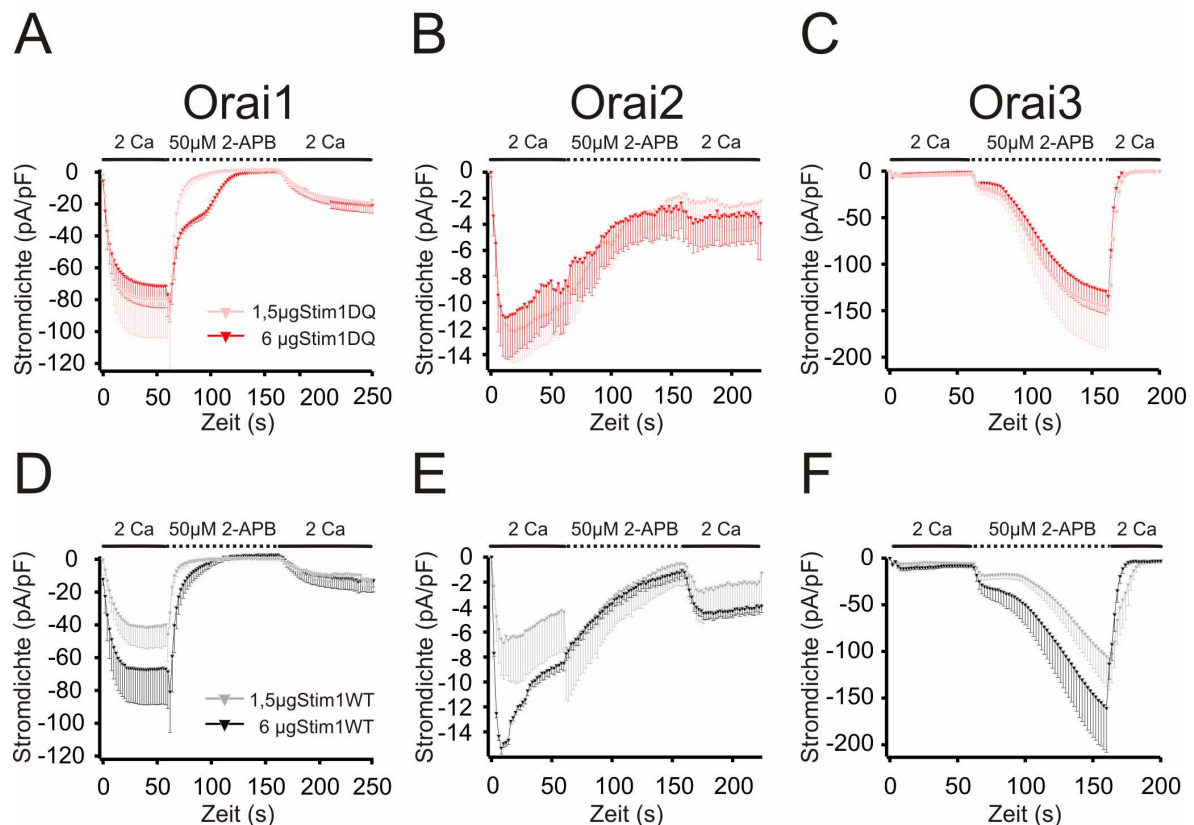 A
B
C
Orai1
Orai2
Orai3
2 Ca 50µM 2-APB 2 Ca
2 Ca 50µM 2-APB 2 Ca
2 Ca 50µM 2-APB 2 Ca
Stromdichte (pA/pF)
0
-20
-40
-60
-80
-100
-120
1,5µgStim1DQ
6 µgStim1DQ
0 50 100 150 200 250
Zeit (s)
Stromdichte (pA/pF)
0
-2
-4
-6
-8
-10
-12
-14
0 50 100 150 200
Zeit (s)
Stromdichte (pA/pF)
0
-50
-100
-150
-200
0 50 100 150 200
Zeit (s)
D
E
F
2 Ca 50µM 2-APB 2 Ca
2 Ca 50µM 2-APB 2 Ca
2 Ca 50µM 2-APB 2 Ca
Stromdichte (pA/pF)
0
-20
-40
-60
-80
-100
-120
1,5µgStim1WT
6 µgStim1WT
0 50 100 150 200 250
Zeit (s)
Stromdichte (pA/pF)
0
-2
-4
-6
-8
-10
-12
-14
0 50 100 150 200
Zeit (s)
Stromdichte (pA/pF)
0
-50
-100
-150
-200
0 50 100 150 200
Zeit (s)